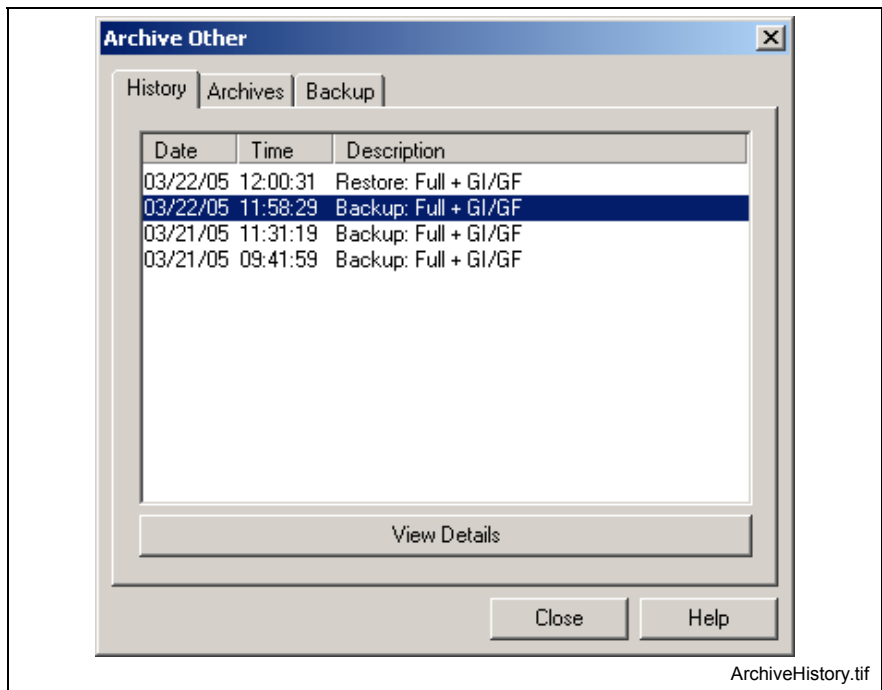 Archive Other
History Archives Backup
Date Time Description
03/22/05 12:00:31 Restore: Full + GI/GF
03/22/05 11:58:29 Backup: Full + GI/GF
03/21/05 11:31:19 Backup: Full + GI/GF
03/21/05 09:41:59 Backup: Full + GI/GF
View Details
Close Help
ArchiveHistory.tif